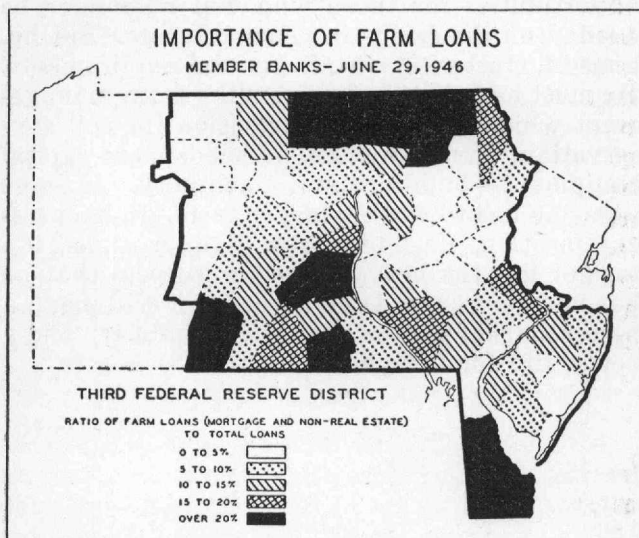 IMPORTANCE OF FARM LOANS
MEMBER BANKS-JUNE 29,1946
THIRD FEDERAL RESERVE DISTRICT
RATIO OF FARM LOANS (MORTGAGE AND NON-REAL ESTATE)
TO TOTAL LOANS
0 TO 5%
5 TO 10%
10 TO 15%
15 TO 20%
OVER 20%